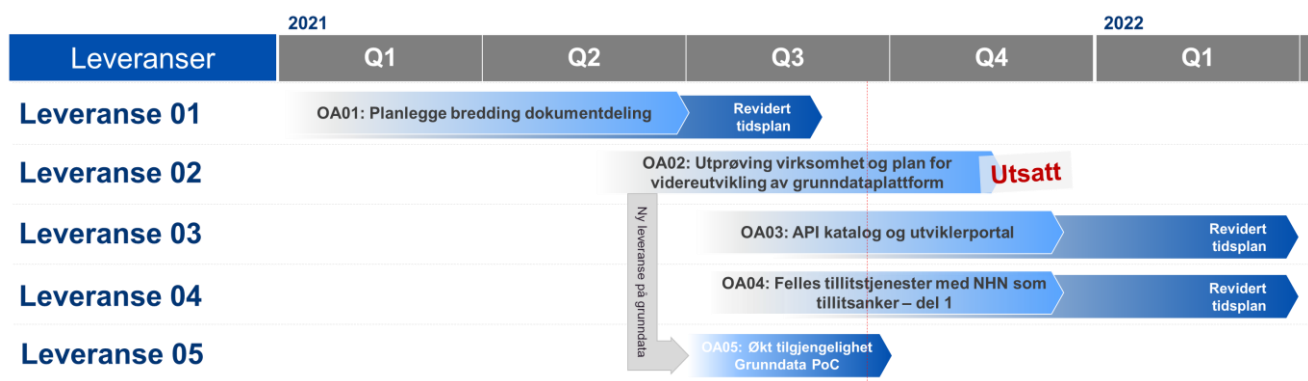 2021
2022
Leveranser
Q1
Q2
Q3
Q4
Q1
Leveranse 01
OA01: Planlegge bredding dokumentdeling
Revidert
tidsplan
Leveranse 02
OA02: Utprøving virksomhet og plan for
videreutvikling av grunndataplattform
Utsatt
Ny leveranse på grunndata
Leveranse 03
OA03: API katalog og utviklerportal
Revidert
tidsplan
Leveranse 04
OA04: Felles tillitstjenester med NHN som
tillitsanker – del 1
Revidert
tidsplan
Leveranse 05
OA05: Økt tilgjengelighet
Grunndata PoC